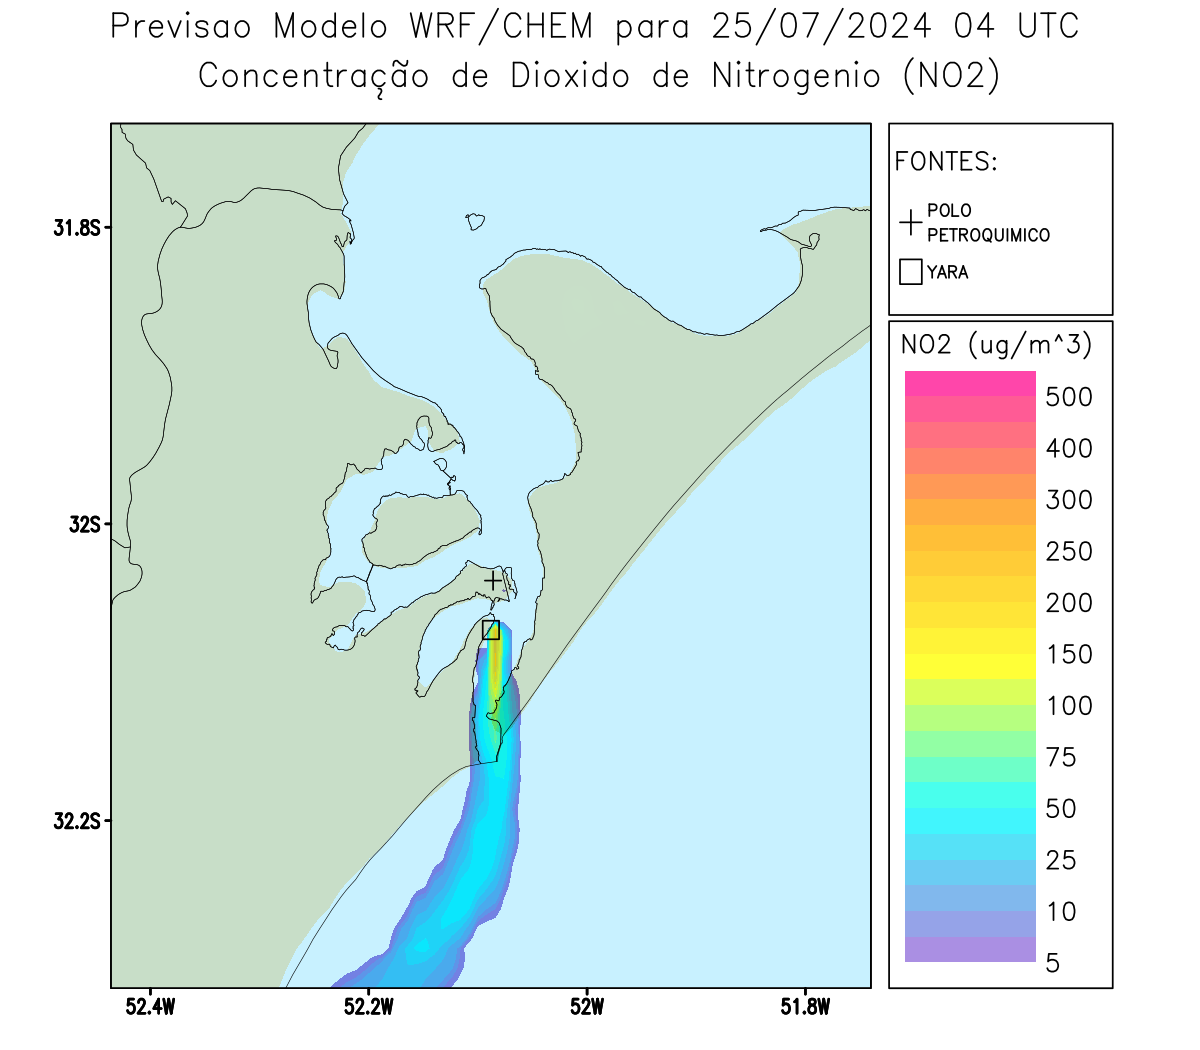 Previsao Modelo WRF/CHEM para 25/07/2024 04 UTC
Concentração de Dioxido de Nitrogenio (NO2)
FONTES:
POLO
PETROQUIMICO
YARA
NO2 (ug/m^3)
500
400
300
250
200
150
100
75
50
25
10
5
31.8S
32S
32.2S
52.4W
52.2W
52W
51.8W